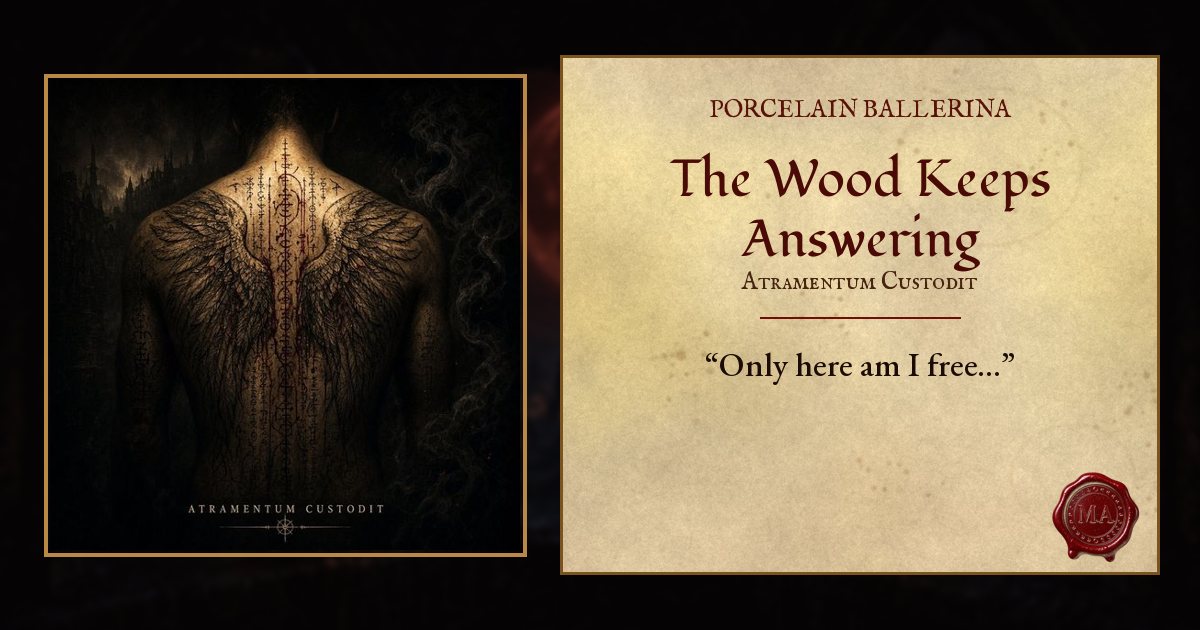 ATRAMENTUM CUSTODIT
PORCELAIN BALLERINA
The Wood Keeps
Answering
Atramentum Custodit
“Only here am I free...”
MA